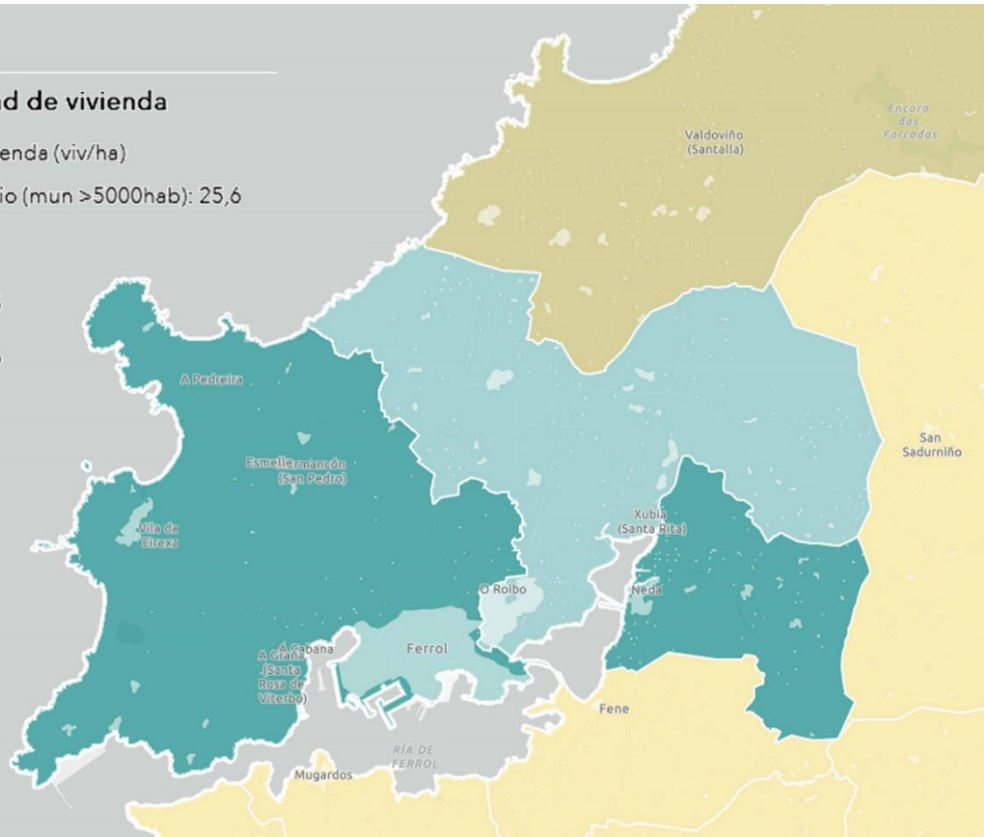 ad de vivienda
enda (viv/ha)
io (mun >5000hab): 25,6
Encoro
das
Forcadas
Valdoviño
(Santalla)
A Pedreira
San
Sadurniño
Esmelle
(San Pedro)
Xubia
(Santa Rita)
Vila da
Eirexa
O Roibo
Neda
A Cabana
Ferrol
A Graña
(Santa
Rosa de
Viterbo)
Fene
RÍA DE
FERROL
Mugardos